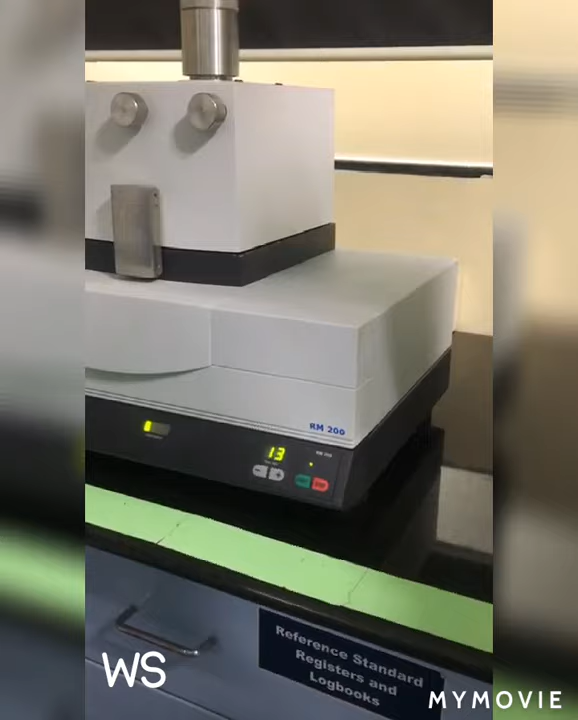 RM 200
13
Reference Standard
Registers and
Logbooks
WS
MYMOVIE